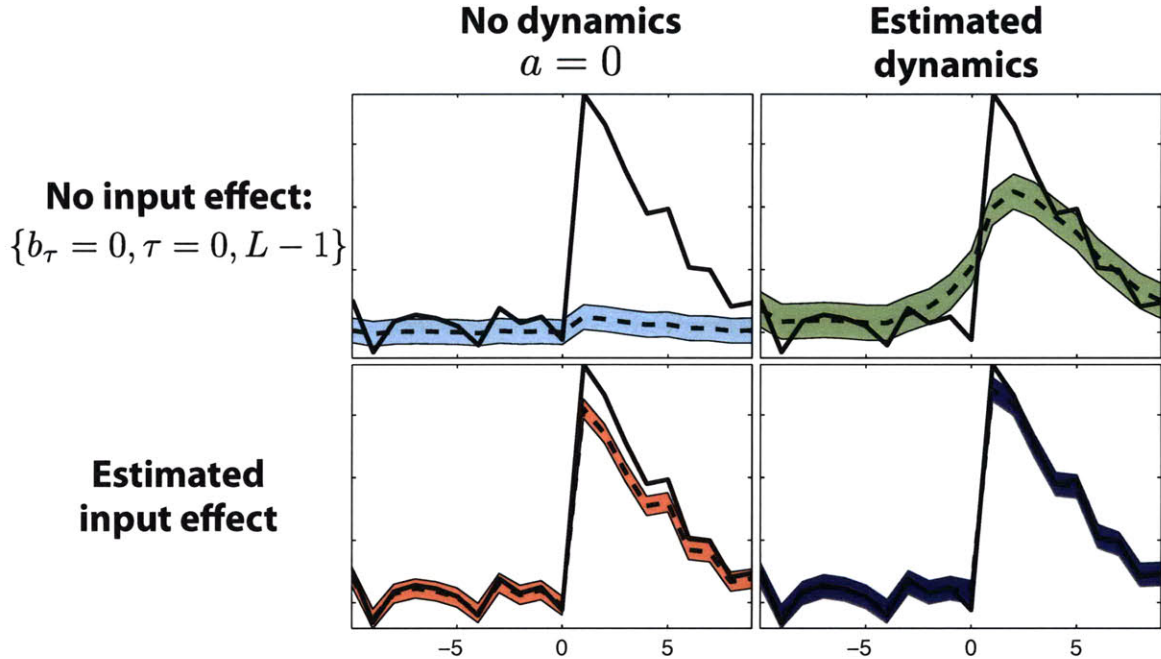 No dynamics
a = 0
Estimated
dynamics
No input effect:
{b_τ = 0, τ = 0, L − 1}
Estimated
input effect
−5 0 5 −5 0 5